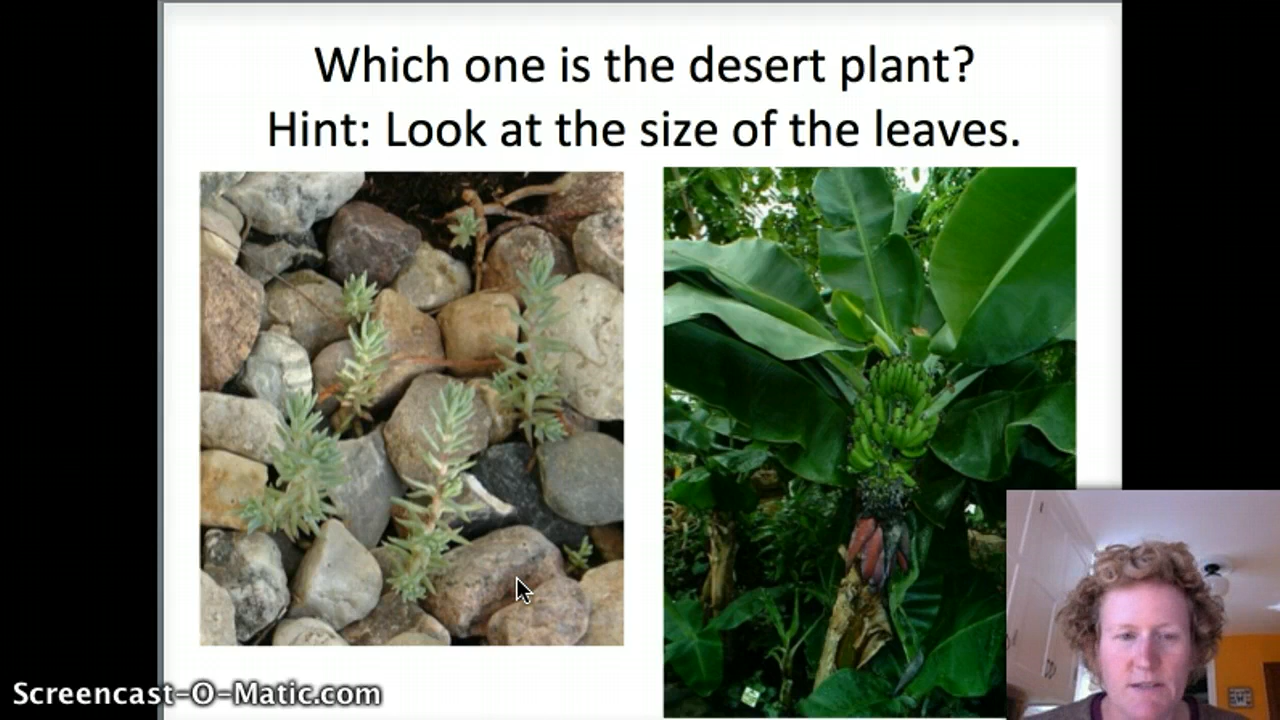 Which one is the desert plant?
Hint: Look at the size of the leaves.
Screencast-O-Matic.com